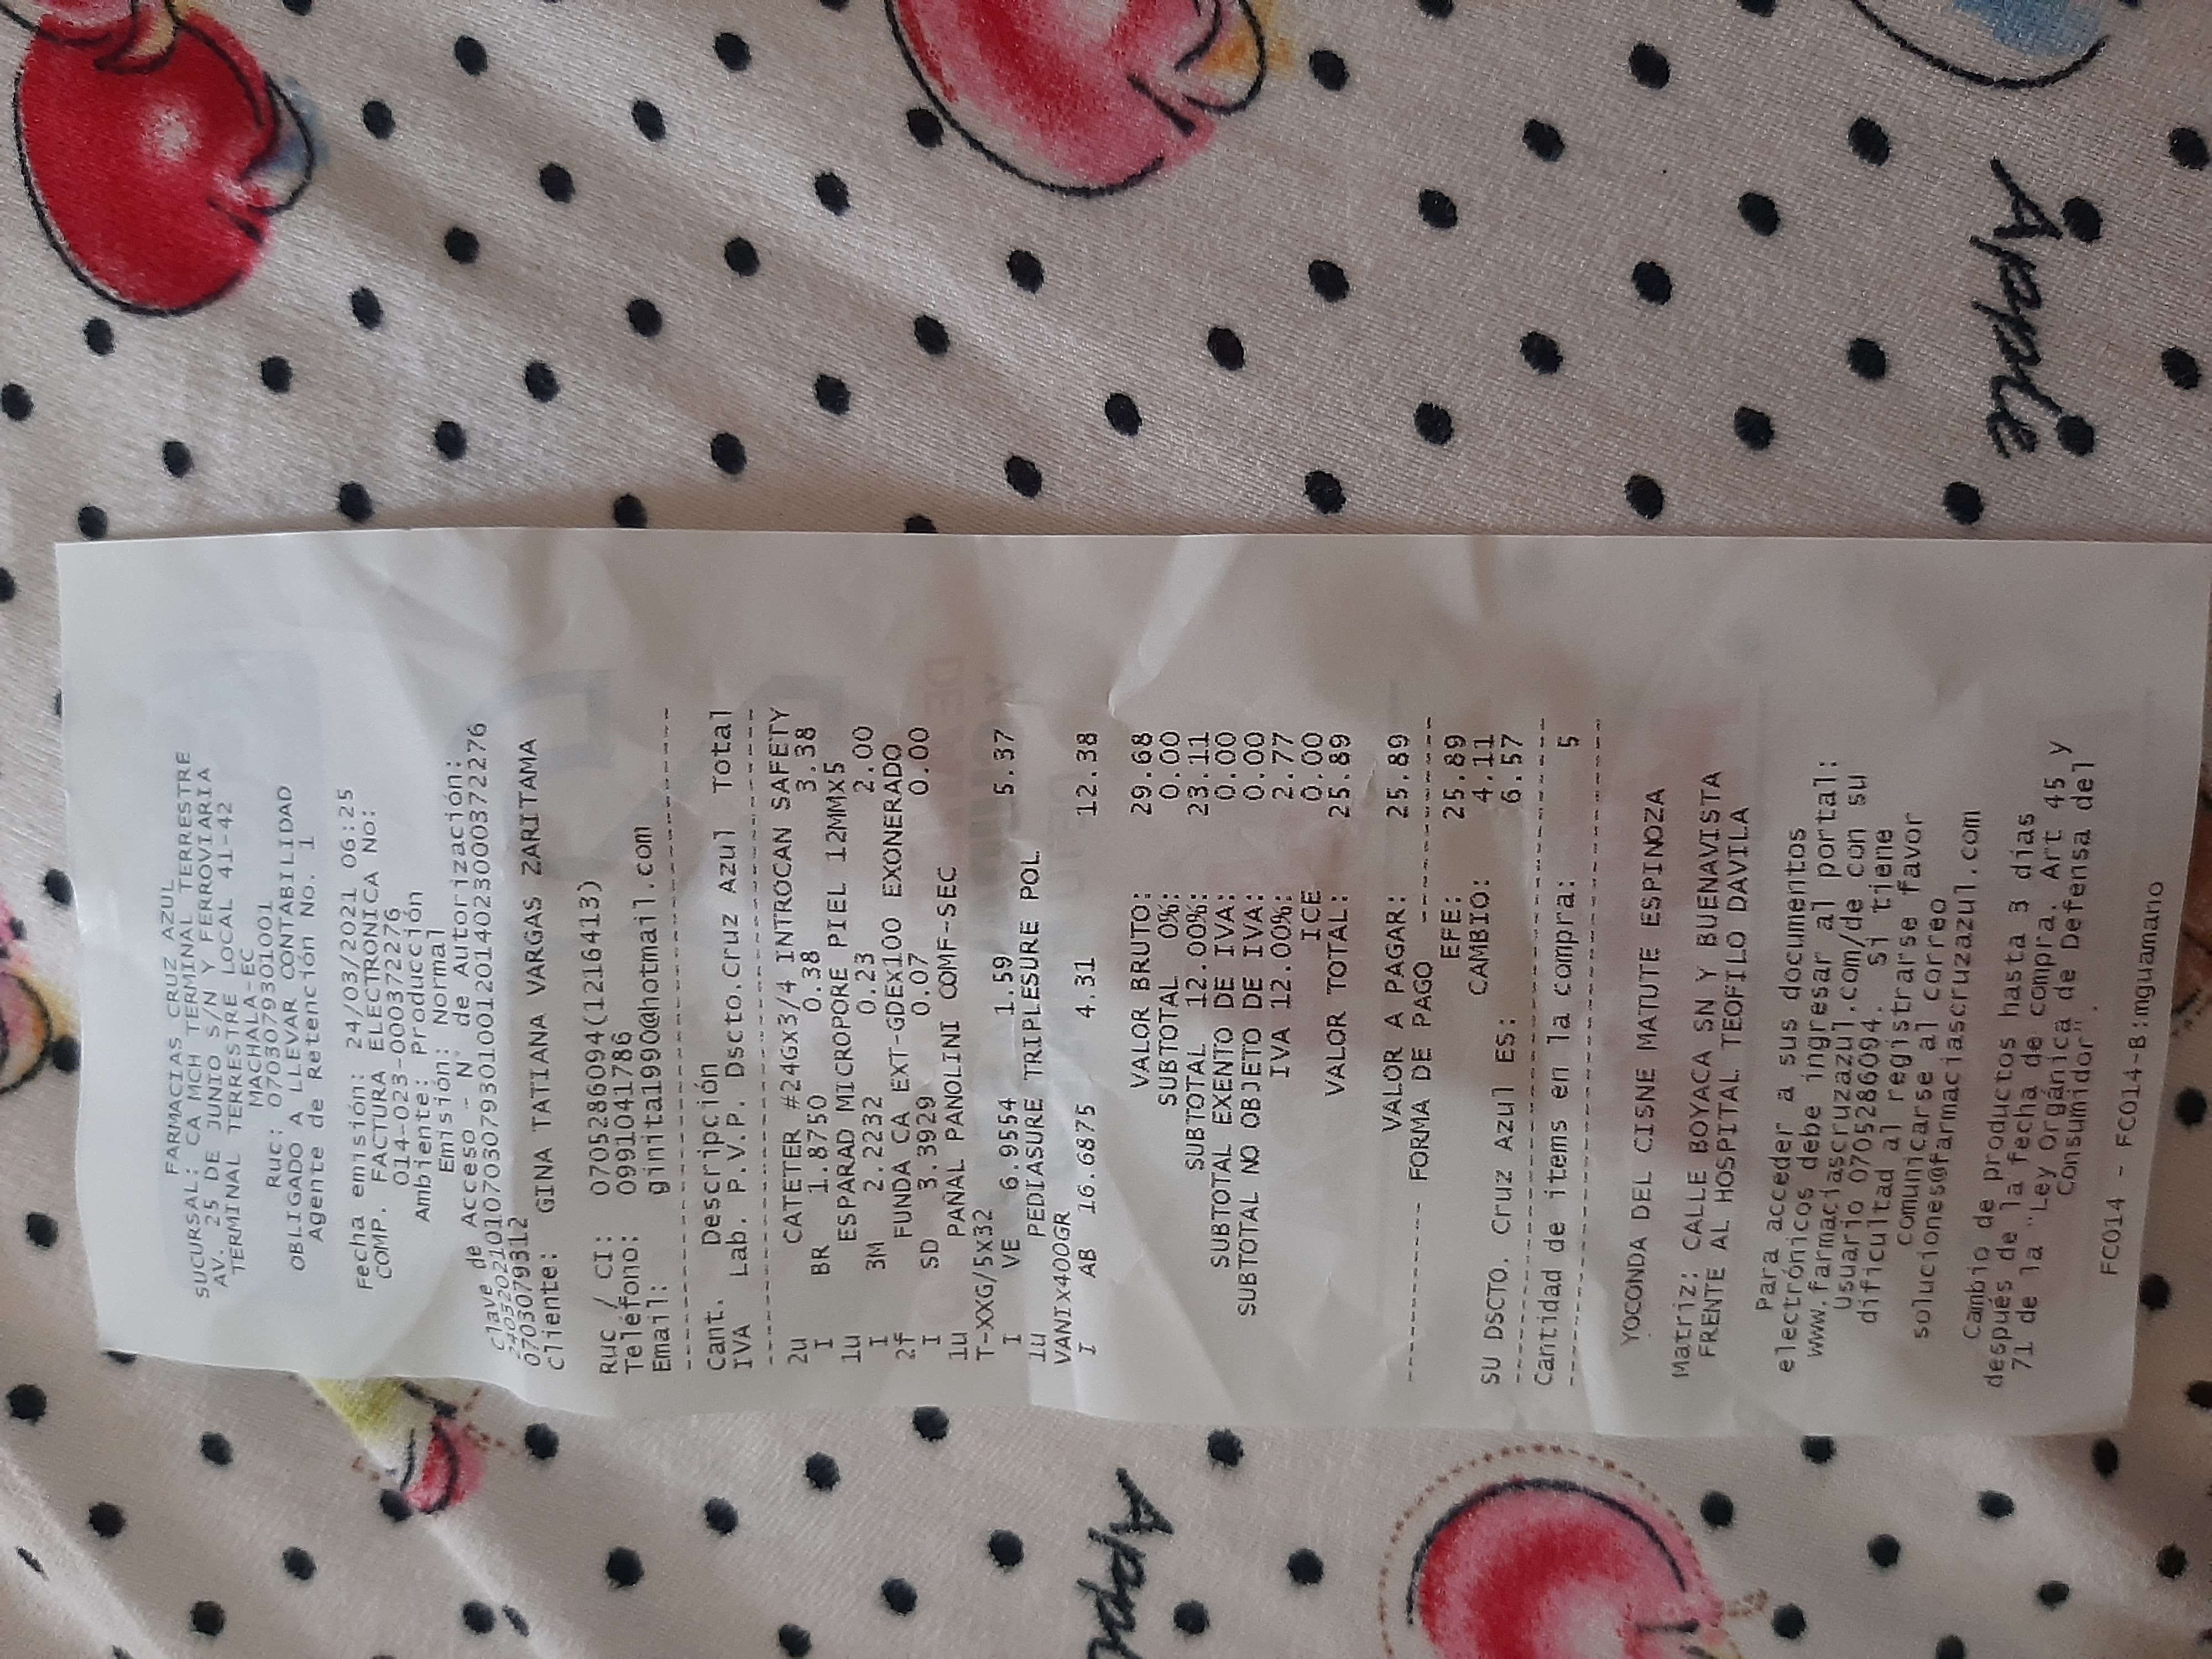 FARMACIAS CRUZ AZUL
SUCURSAL: CA MCH TERMINAL TERRESTRE
AV. 25 DE JUNIO S/N Y FERROVIARIA
TERMINAL TERRESTRE LOCAL 41-42
MACHALA-EC
Ruc: 0703079301001
OBLIGADO A LLEVAR CONTABILIDAD
Agente de Retención No. 1
Fecha emisión: 24/03/2021 06:25
COMP. FACTURA ELECTRONICA No:
014-023-000372276
Ambiente: Producción
Emisión: Normal
Clave de Acceso - N° de Autorización:
240320210107030793010012014023000372276
0703079312
Cliente: GINA TATIANA VARGAS ZARITAMA
Ruc / CI: 0705286094(1216413)
Teléfono: 0991041786
Email: ginita1990@hotmail.com
Cant. Descripción
IVA Lab. P.V.P. Dscto.Cruz Azul Total
2u CATETER #24Gx3/4 INTROCAN SAFETY
I BR 1.8750 0.38 3.38
1u ESPARAD MICROPORE PIEL 12MMX5
I 3M 2.2232 0.23 2.00
2f FUNDA CA EXT-GDEx100 EXONERADO
I SD 3.3929 0.07 0.00
1u PAÑAL PANOLINI COMF-SEC
T-XXG/5x32
I VE 6.9554 1.59 5.37
1u PEDIASURE TRIPLESURE POL
VANIx400GR
I AB 16.6875 4.31 12.38
VALOR BRUTO: 29.68
SUBTOTAL 0%: 0.00
SUBTOTAL 12.00%: 23.11
SUBTOTAL EXENTO DE IVA: 0.00
SUBTOTAL NO OBJETO DE IVA: 0.00
IVA 12.00%: 2.77
ICE 0.00
VALOR TOTAL: 25.89
VALOR A PAGAR: 25.89
----------- FORMA DE PAGO -------------
EFE: 25.89
CAMBIO: 4.11
SU DSCTO. Cruz Azul ES: 6.57
Cantidad de items en la compra: 5
YOCONDA DEL CISNE MATUTE ESPINOZA
Matriz: CALLE BOYACA SN Y BUENAVISTA
FRENTE AL HOSPITAL TEOFILO DAVILA
Para acceder a sus documentos
electrónicos debe ingresar al portal:
www.farmaciascruzazul.com/de con su
Usuario 0705286094. Si tiene
dificultad al registrarse favor
comunicarse al correo
soluciones@farmaciascruzazul.com
Cambio de productos hasta 3 días
después de la fecha de compra. Art 45 y
71 de la "Ley Orgánica de Defensa del
Consumidor".
FC014 - FC014-B:mguamano
Apple
Apple